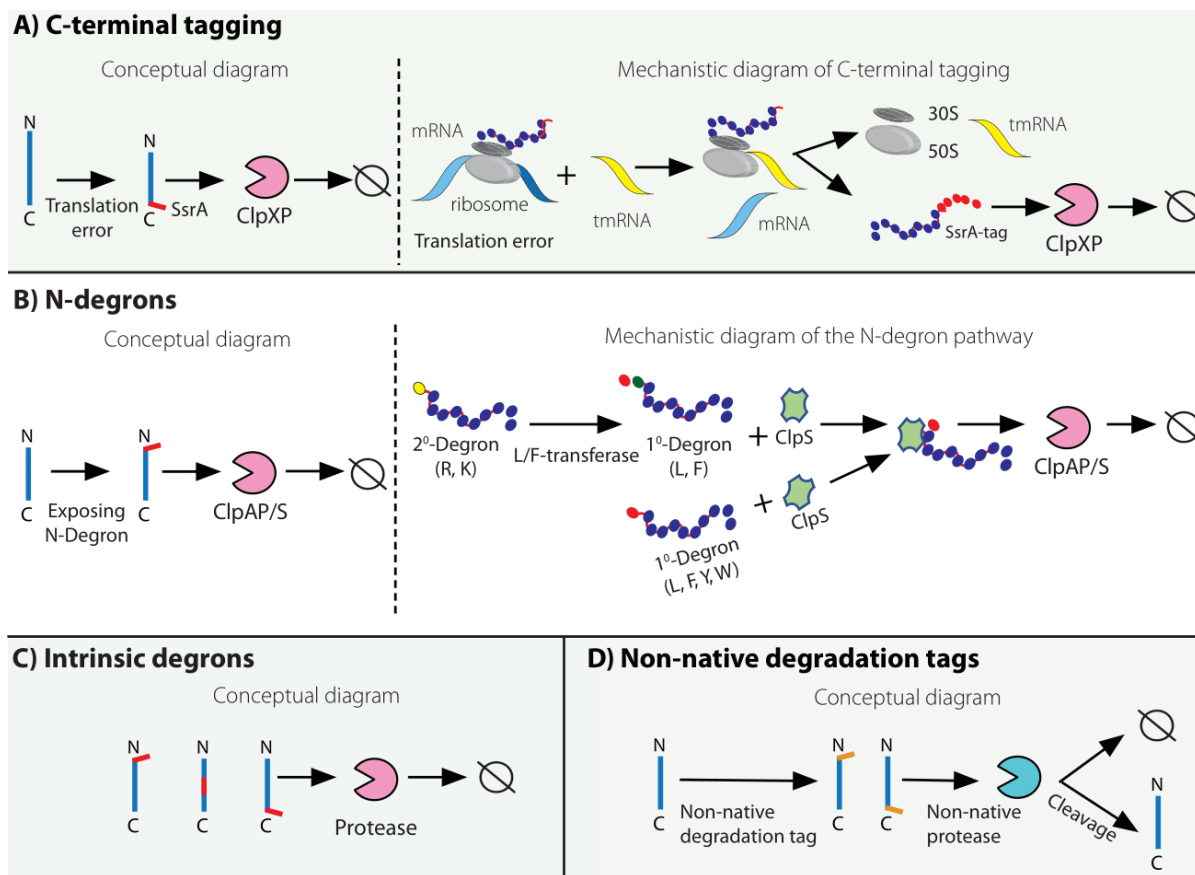 A) C-terminal tagging
Conceptual diagram
N
C
Translation
error
N
C
SsrA
ClpXP
Mechanistic diagram of C-terminal tagging
mRNA
ribosome
Translation error
+
tmRNA
mRNA
30S
50S
tmRNA
SsrA-tag
ClpXP
B) N-degrons
Conceptual diagram
N
C
Exposing
N-Degron
N
C
ClpAP/S
Mechanistic diagram of the N-degron pathway
2⁰-Degron
(R, K)
L/F-transferase
1⁰-Degron
(L, F)
+
ClpS
1⁰-Degron
(L, F, Y, W)
+
ClpS
ClpAP/S
C) Intrinsic degrons
Conceptual diagram
N
C
N
C
N
C
Protease
D) Non-native degradation tags
Conceptual diagram
N
C
Non-native
degradation tag
N
C
N
C
Non-native
protease
Cleavage
N
C